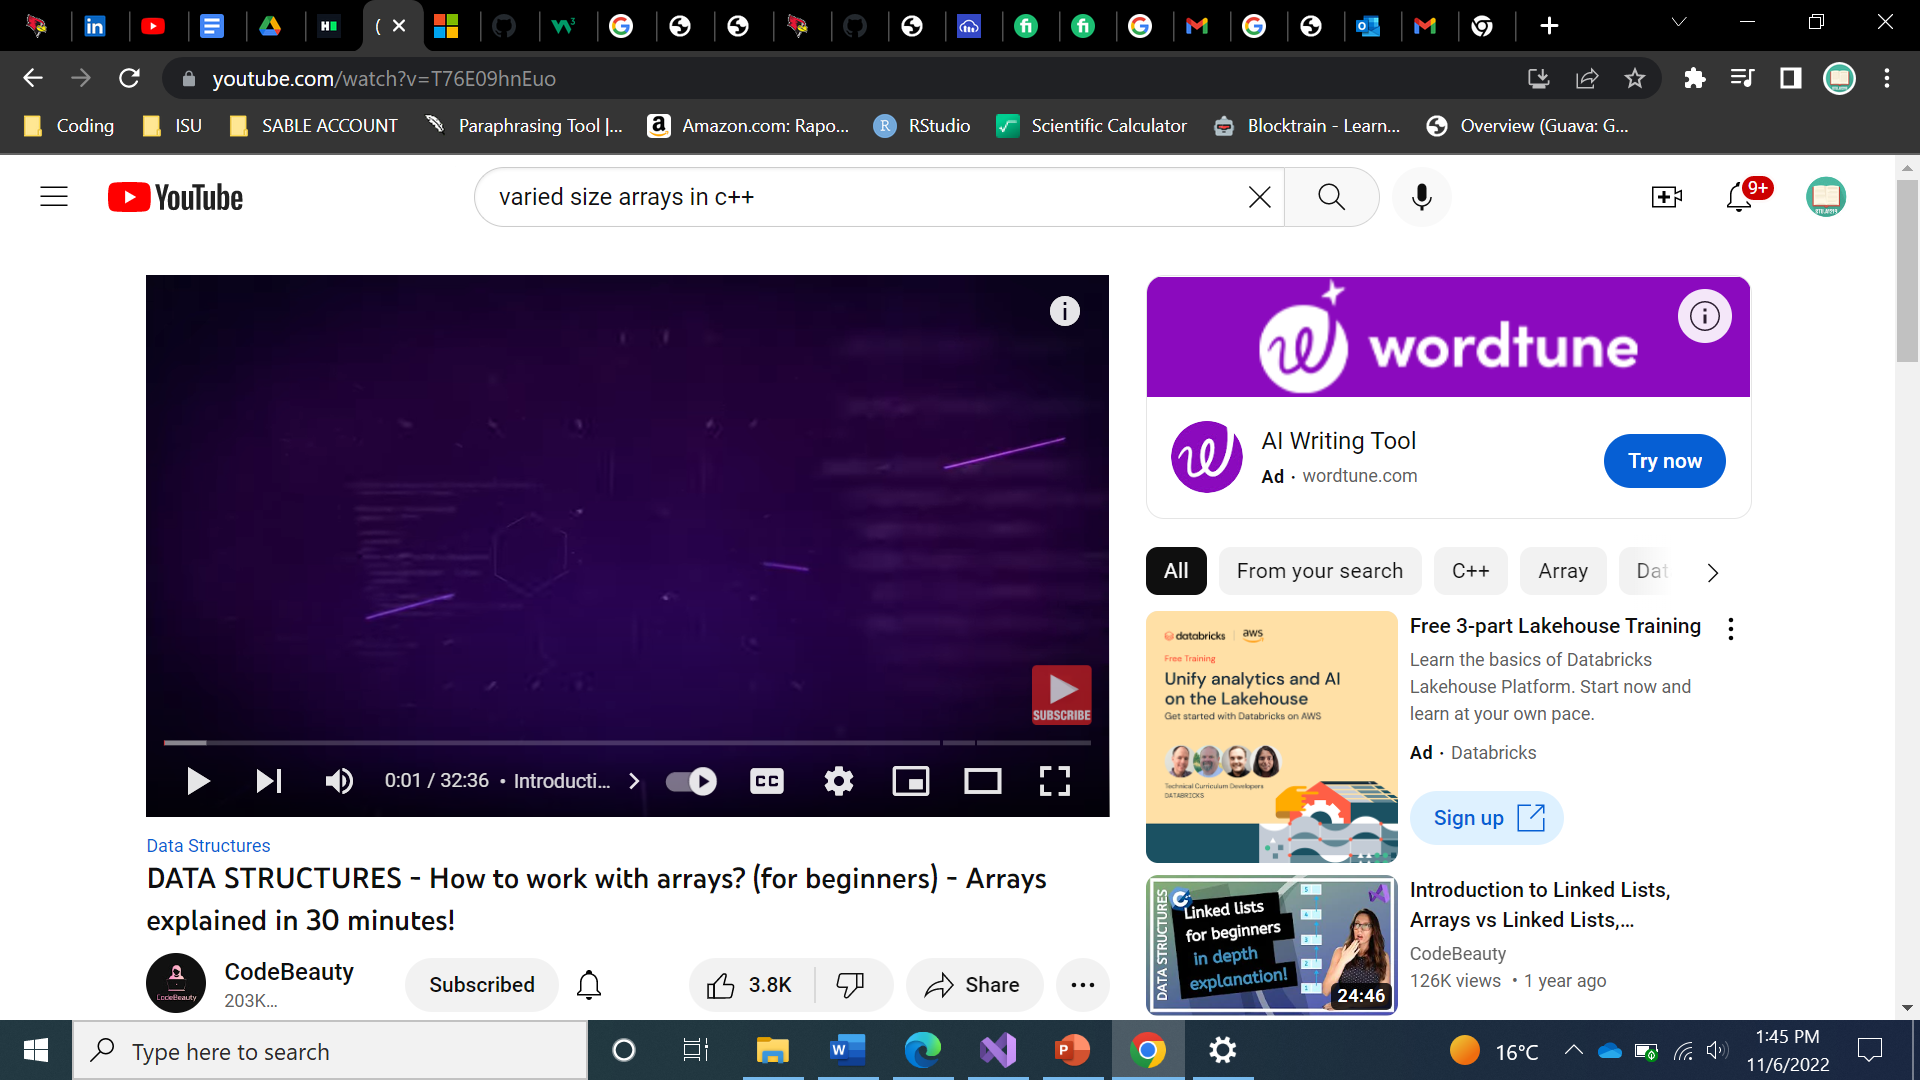 youtube.com/watch?v=T76E09hnEuo
Coding ISU SABLE ACCOUNT Paraphrasing Tool |... Amazon.com: Rapo... RStudio Scientific Calculator Blocktrain - Learn... Overview (Guava: G...
YouTube
varied size arrays in c++
9+
wordtune
AI Writing Tool
Ad · wordtune.com
Try now
SUBSCRIBE
0:01 / 32:36 • Introducti...
CC
All From your search C++ Array Dat
databricks aws
Free Training
Unify analytics and AI
on the Lakehouse
Get started with Databricks on AWS
Technical Curriculum Developers
DATABRICKS
Free 3-part Lakehouse Training
Learn the basics of Databricks
Lakehouse Platform. Start now and
learn at your own pace.
Ad · Databricks
Sign up
Data Structures
DATA STRUCTURES - How to work with arrays? (for beginners) - Arrays
explained in 30 minutes!
CodeBeauty
203K...
Subscribed
3.8K
Share
DATA STRUCTURES
Linked lists
for beginners
in depth
explanation!
24:46
Introduction to Linked Lists,
Arrays vs Linked Lists,...
CodeBeauty
126K views • 1 year ago
Type here to search
16°C
1:45 PM
11/6/2022